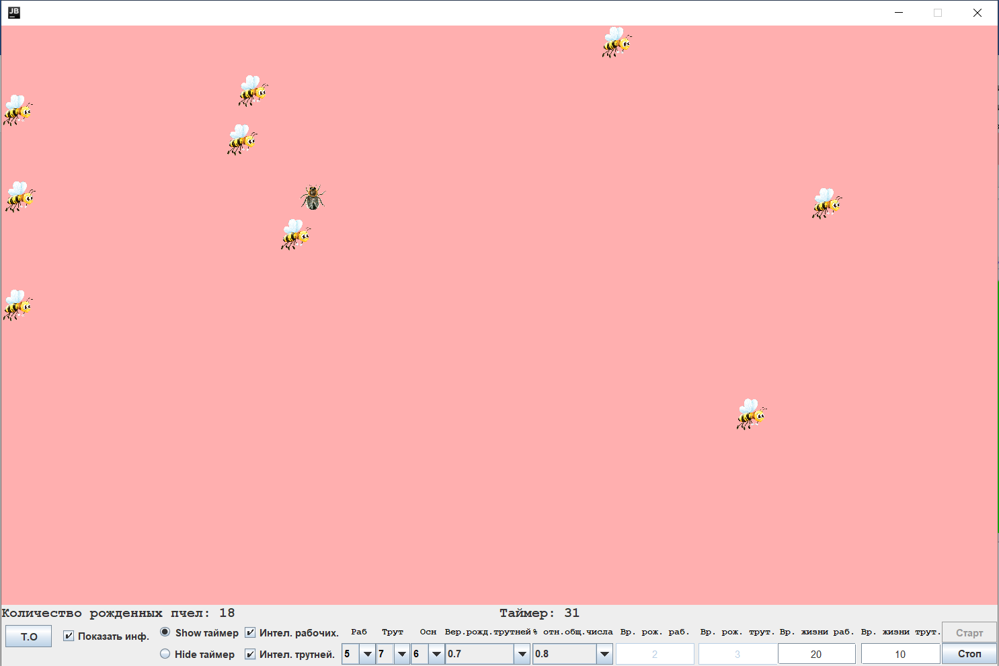 JB
Количество рожденных пчел: 18 Таймер: 31
Т.О Показать инф. Show таймер Интел. рабочих. Раб Трут Осн Вер.рожд.трутней % отн.общ.числа Вр. рож. раб. Вр. рож. трут. Вр. жизни раб. Вр. жизни трут. Старт
Hide таймер Интел. трутней. 5 7 6 0.7 0.8 2 3 20 10 Стоп